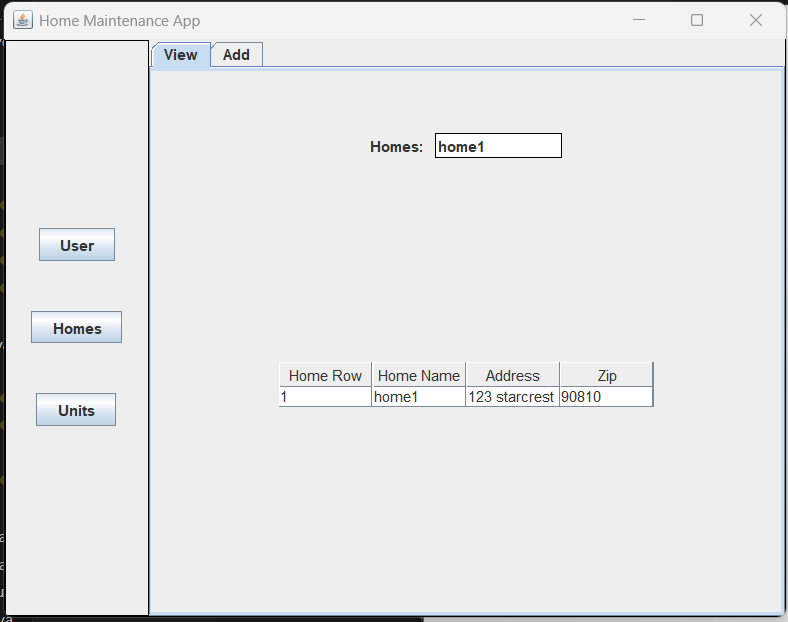 Home Maintenance App
View Add
Homes: home1
User
Homes
Units
Home Row Home Name Address Zip
1 home1 123 starcrest 90810